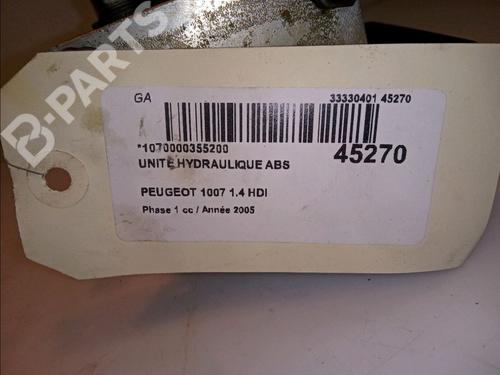 GA 33330401 45270
*1070000355200
45270
UNITE HYDRAULIQUE ABS
PEUGEOT 1007 1.4 HDI
Phase 1 cc / Année 2005
B-PARTS